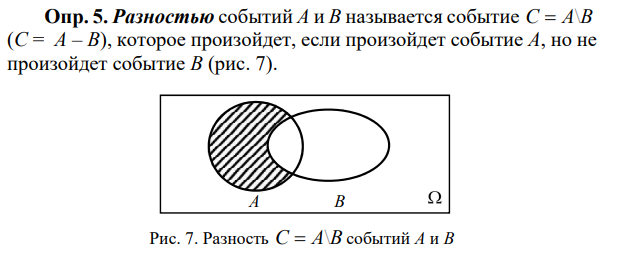 Опр. 5. Разностью событий A и B называется событие C = A\B
(C = A – B), которое произойдет, если произойдет событие A, но не
произойдет событие B (рис. 7).
A B Ω
Рис. 7. Разность C = A\B событий A и B